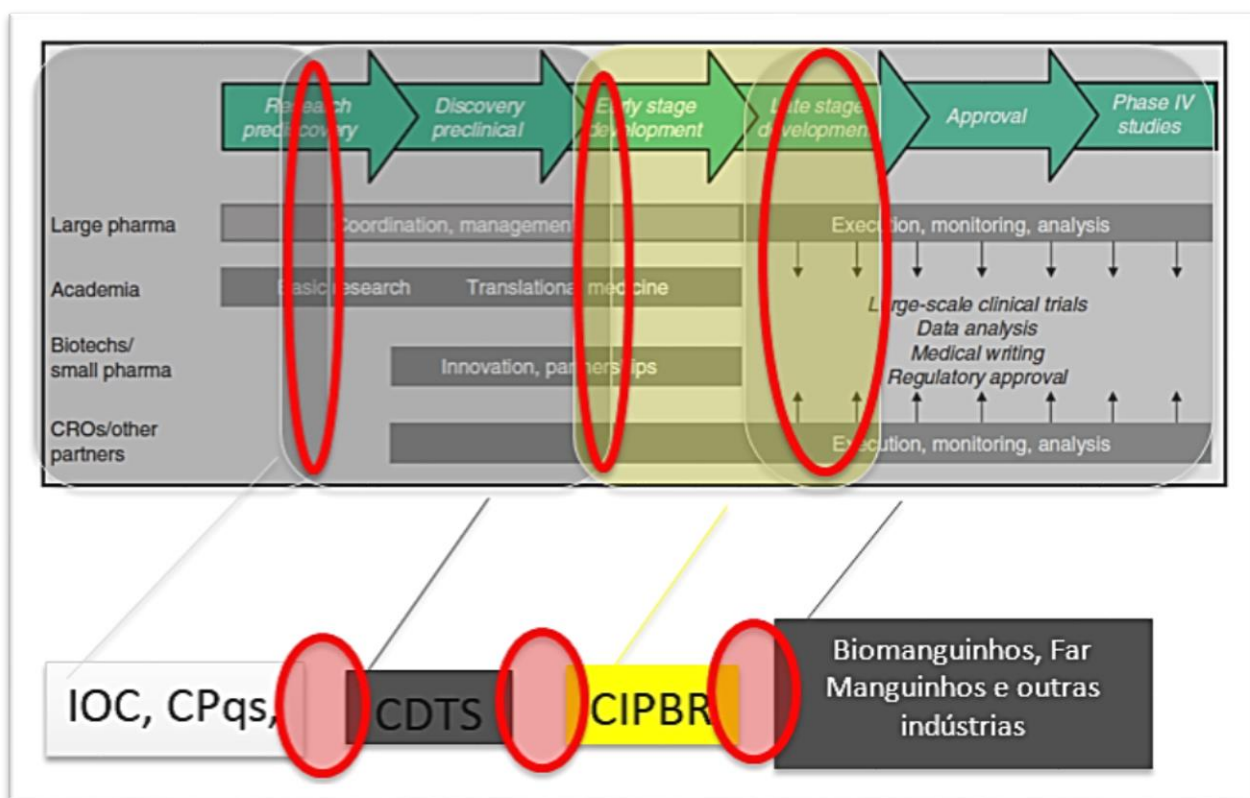 Research
prediscovery
Discovery
preclinical
Early stage
development
Late stage
development
Approval
Phase IV
studies
Large pharma
Coordination, management
Execution, monitoring, analysis
Academia
Basic research
Translational medicine
Large-scale clinical trials
Data analysis
Medical writing
Regulatory approval
Biotechs/
small pharma
Innovation, partnerships
CROs/other
partners
Execution, monitoring, analysis
IOC, CPqs,
CDTS
CIPBR
Biomanguinhos, Far
Manguinhos e outras
indústrias